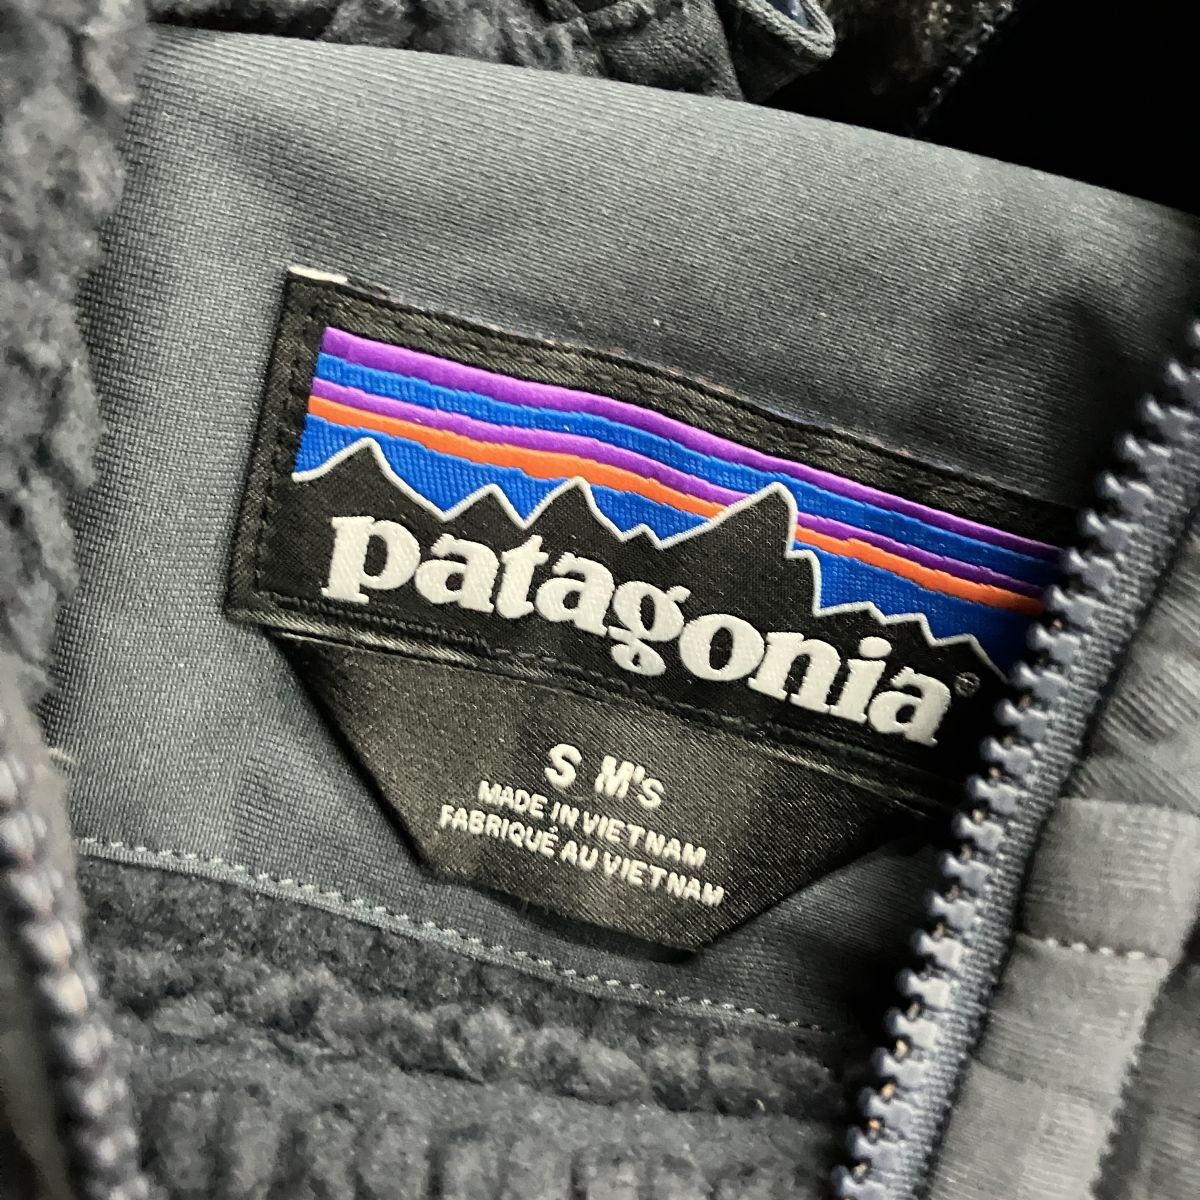 patagonia®
S M's
MADE IN VIETNAM
FABRIQUÉ AU VIETNAM